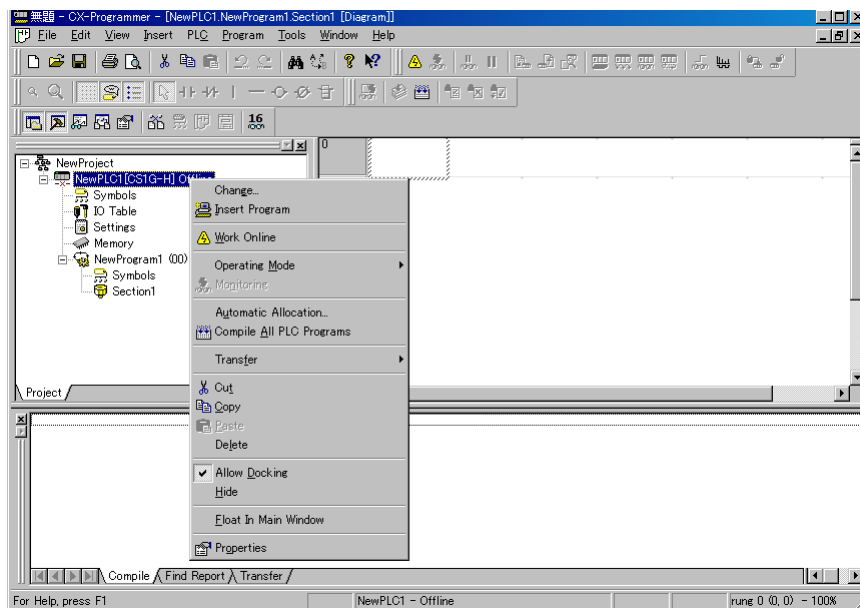 無題 - CX-Programmer - [NewPLC1.NewProgram1.Section1 [Diagram]]
File Edit View Insert PLC Program Tools Window Help
16
0
NewProject
NewPLC1[CS1G-H] Offline
Symbols
IO Table
Settings
Memory
NewProgram1 (00)
Symbols
Section1
Change...
Insert Program
Work Online
Operating Mode
Monitoring
Automatic Allocation...
Compile All PLC Programs
Transfer
Cut
Copy
Paste
Delete
Allow Docking
Hide
Float In Main Window
Properties
Project
Compile Find Report Transfer
For Help, press F1
NewPLC1 - Offline
rung 0 (0, 0) - 100%